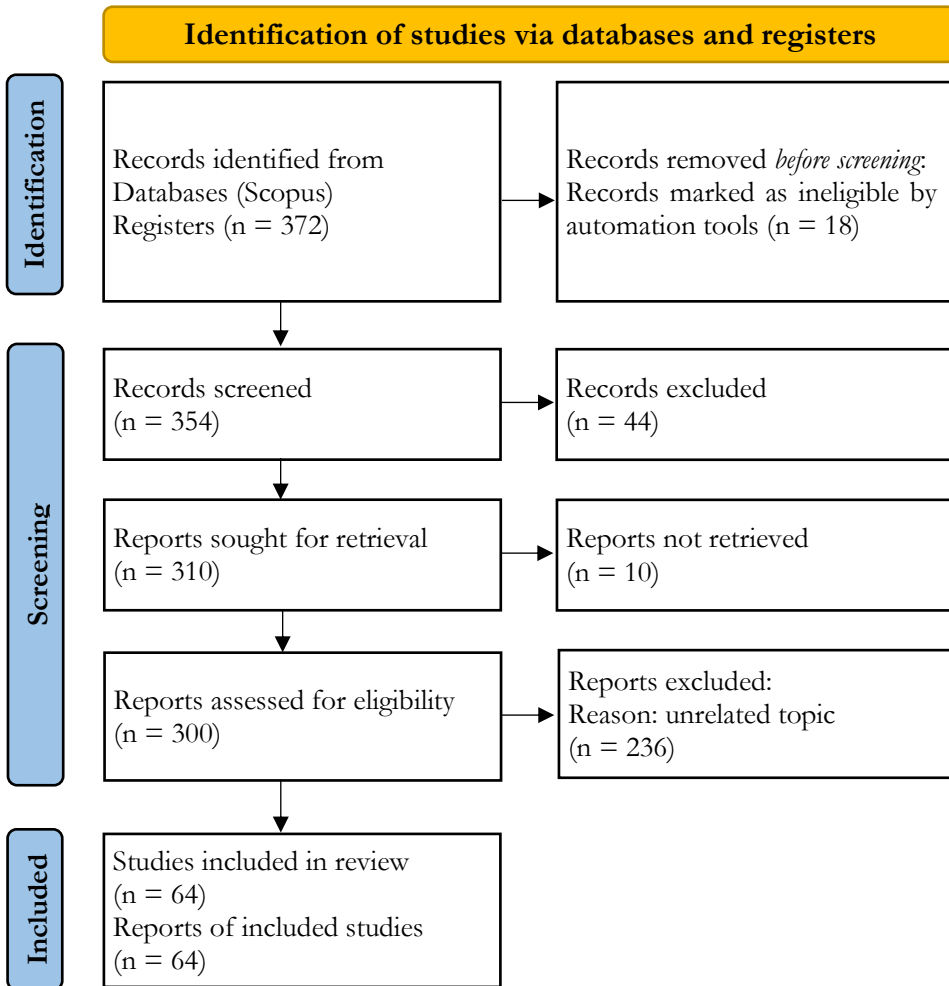 Identification of studies via databases and registers
Identification
Records identified from
Databases (Scopus)
Registers (n = 372)
Records removed before screening:
Records marked as ineligible by
automation tools (n = 18)
Screening
Records screened
(n = 354)
Records excluded
(n = 44)
Reports sought for retrieval
(n = 310)
Reports not retrieved
(n = 10)
Reports assessed for eligibility
(n = 300)
Reports excluded:
Reason: unrelated topic
(n = 236)
Included
Studies included in review
(n = 64)
Reports of included studies
(n = 64)